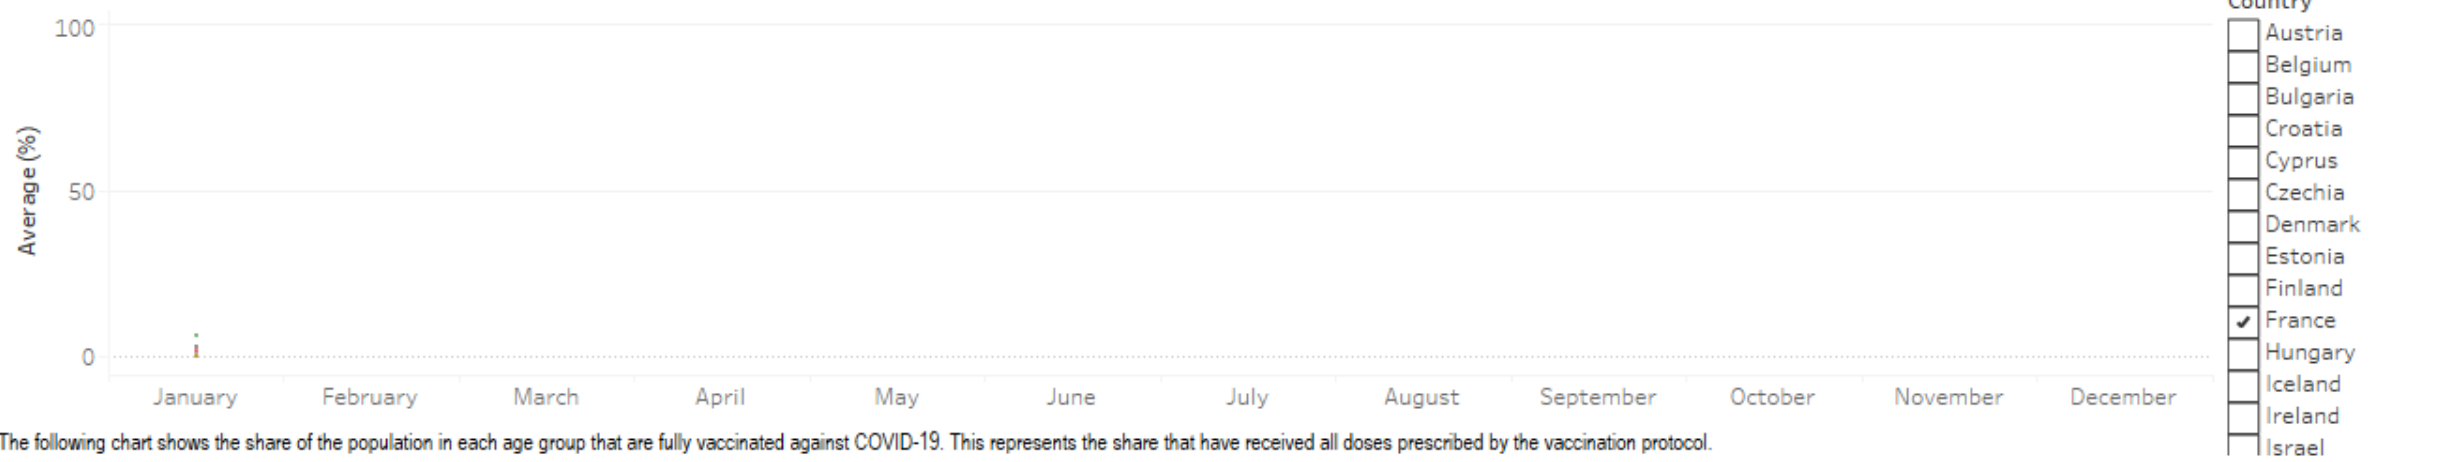 Country
100
Austria
Belgium
Bulgaria
Croatia
Average (%)
Cyprus
50
Czechia
Denmark
Estonia
Finland
France
0
Hungary
January February March April May June July August September October November December
Iceland
Ireland
The following chart shows the share of the population in each age group that are fully vaccinated against COVID-19. This represents the share that have received all doses prescribed by the vaccination protocol.
Israel